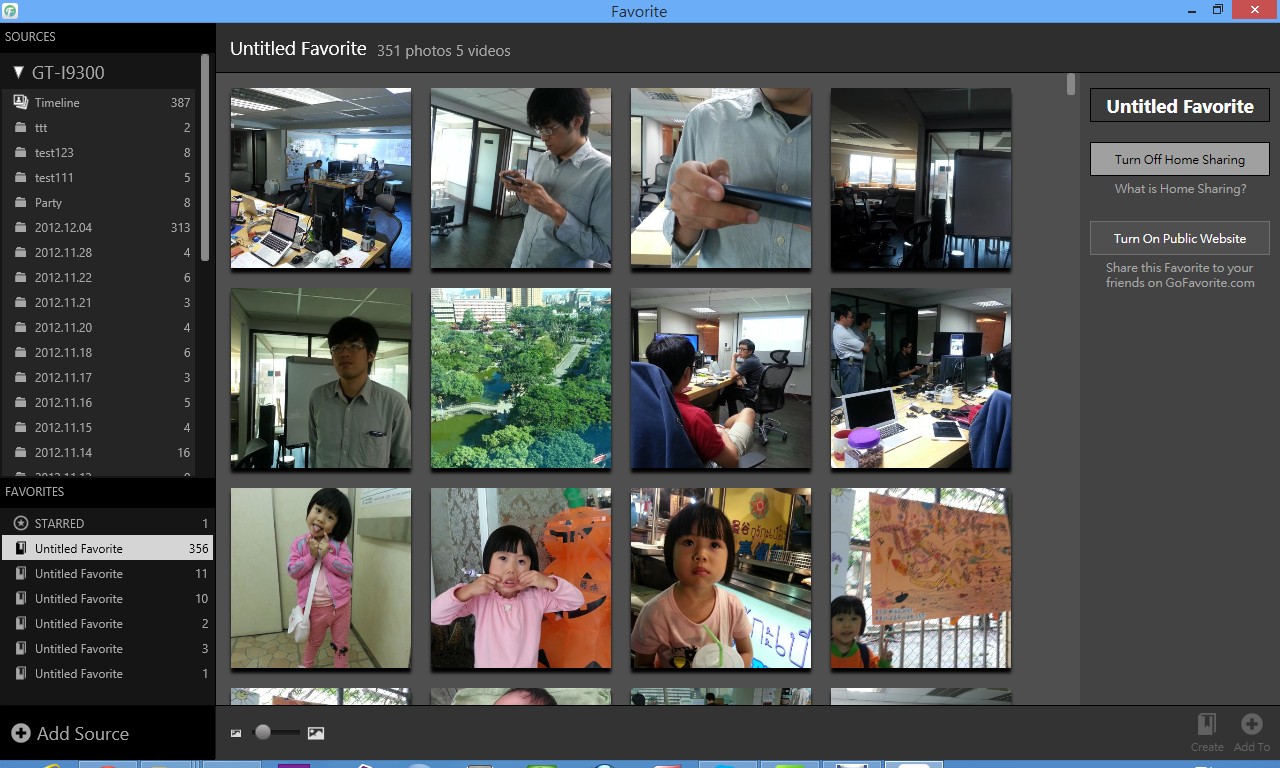 Favorite
SOURCES
GT-I9300
Timeline 387
ttt 2
test123 8
test111 5
Party 8
2012.12.04 313
2012.11.28 4
2012.11.22 6
2012.11.21 3
2012.11.20 4
2012.11.18 6
2012.11.17 3
2012.11.16 5
2012.11.15 4
2012.11.14 16
FAVORITES
STARRED 1
Untitled Favorite 356
Untitled Favorite 11
Untitled Favorite 10
Untitled Favorite 2
Untitled Favorite 3
Untitled Favorite 1
Add Source
Untitled Favorite 351 photos 5 videos
Untitled Favorite
Turn Off Home Sharing
What is Home Sharing?
Turn On Public Website
Share this Favorite to your
friends on GoFavorite.com
Create Add To